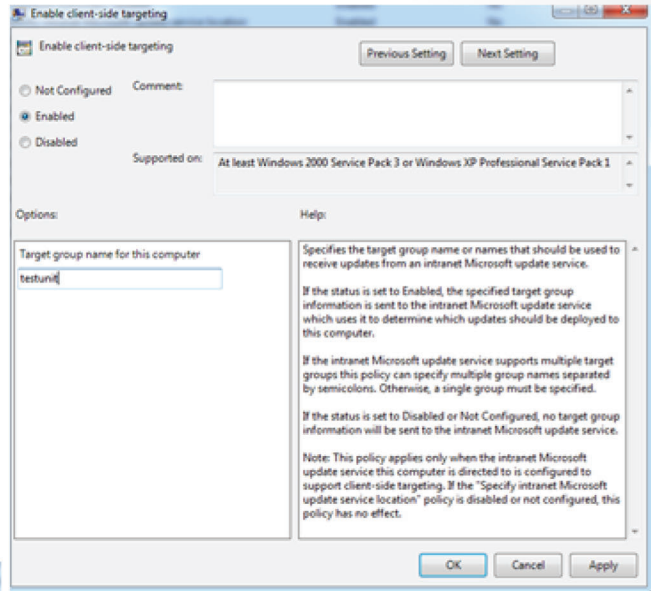 Enable client-side targeting
Enable client-side targeting
Previous Setting
Next Setting
Not Configured
Comment:
Enabled
Disabled
Supported on:
At least Windows 2000 Service Pack 3 or Windows XP Professional Service Pack 1
Options:
Help:
Target group name for this computer
testunit
Specifies the target group name or names that should be used to
receive updates from an intranet Microsoft update service.
If the status is set to Enabled, the specified target group
information is sent to the intranet Microsoft update service
which uses it to determine which updates should be deployed to
this computer.
If the intranet Microsoft update service supports multiple target
groups this policy can specify multiple group names separated
by semicolons. Otherwise, a single group must be specified.
If the status is set to Disabled or Not Configured, no target group
information will be sent to the intranet Microsoft update service.
Note: This policy applies only when the intranet Microsoft
update service this computer is directed to is configured to
support client-side targeting. If the "Specify intranet Microsoft
update service location" policy is disabled or not configured, this
policy has no effect.
OK
Cancel
Apply